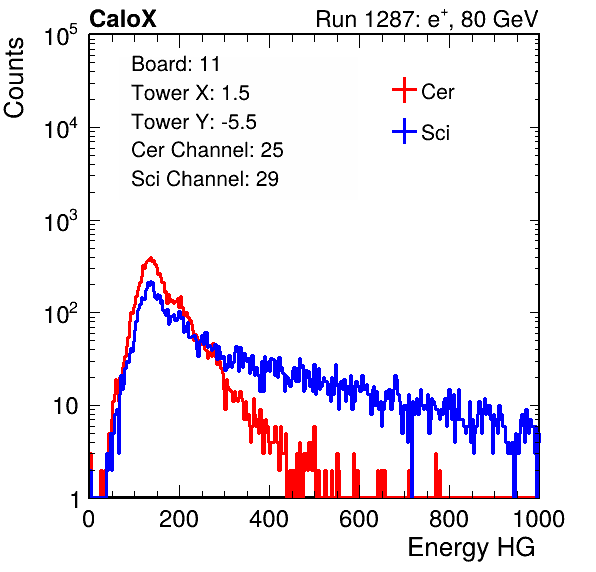 CaloX Run 1287: e⁺, 80 GeV
Counts
10⁵
10⁴
10³
10²
10
1
Board: 11
Tower X: 1.5
Tower Y: -5.5
Cer Channel: 25
Sci Channel: 29
Cer
Sci
0 200 400 600 800 1000
Energy HG